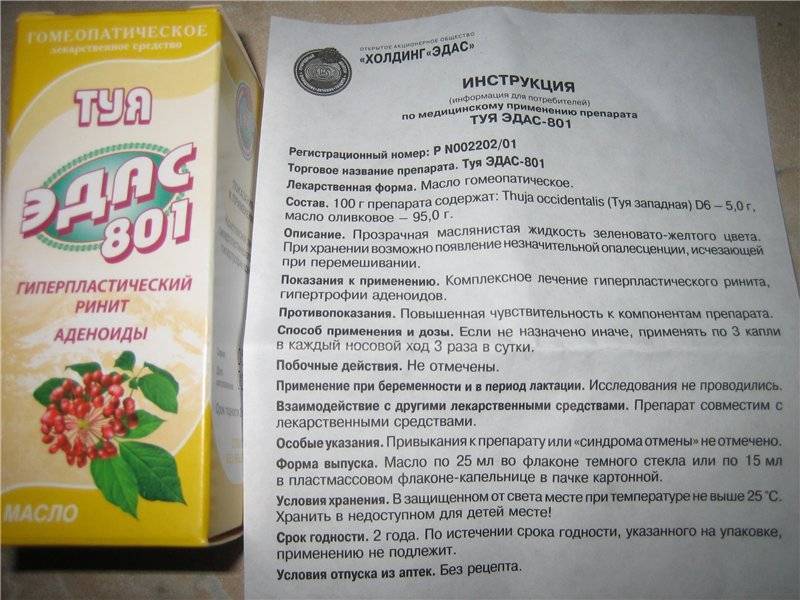 ГОМЕОПАТИЧЕСКОЕ
лекарственное средство
ТУЯ
ЭДАС
801
ГИПЕРПЛАСТИЧЕСКИЙ
РИНИТ
АДЕНОИДЫ
МАСЛО
ОТКРЫТОЕ АКЦИОНЕРНОЕ ОБЩЕСТВО
«ХОЛДИНГ«ЭДАС»
ИНСТРУКЦИЯ
(информация для потребителей)
по медицинскому применению препарата
ТУЯ ЭДАС-801
Регистрационный номер: Р N002202/01
Торговое название препарата. Туя ЭДАС-801
Лекарственная форма. Масло гомеопатическое.
Состав. 100 г препарата содержат: Thuja occidentalis (Туя западная) D6 – 5,0 г,
масло оливковое – 95,0 г.
Описание. Прозрачная маслянистая жидкость зеленовато-желтого цвета.
При хранении возможно появление незначительной опалесценции, исчезающей
при перемешивании.
Показания к применению. Комплексное лечение гиперпластического ринита,
гипертрофии аденоидов.
Противопоказания. Повышенная чувствительность к компонентам препарата.
Способ применения и дозы. Если не назначено иначе, применять по 3 капли
в каждый носовой ход 3 раза в сутки.
Побочные действия. Не отмечены.
Применение при беременности и в период лактации. Исследования не проводились.
Взаимодействие с другими лекарственными средствами. Препарат совместим с
лекарственными средствами.
Особые указания. Привыкания к препарату или «синдрома отмены» не отмечено.
Форма выпуска. Масло по 25 мл во флаконе темного стекла или по 15 мл
в пластмассовом флаконе-капельнице в пачке картонной.
Условия хранения. В защищенном от света месте при температуре не выше 25 °С.
Хранить в недоступном для детей месте!
Срок годности. 2 года. По истечении срока годности, указанного на упаковке,
применению не подлежит.
Условия отпуска из аптек. Без рецепта.